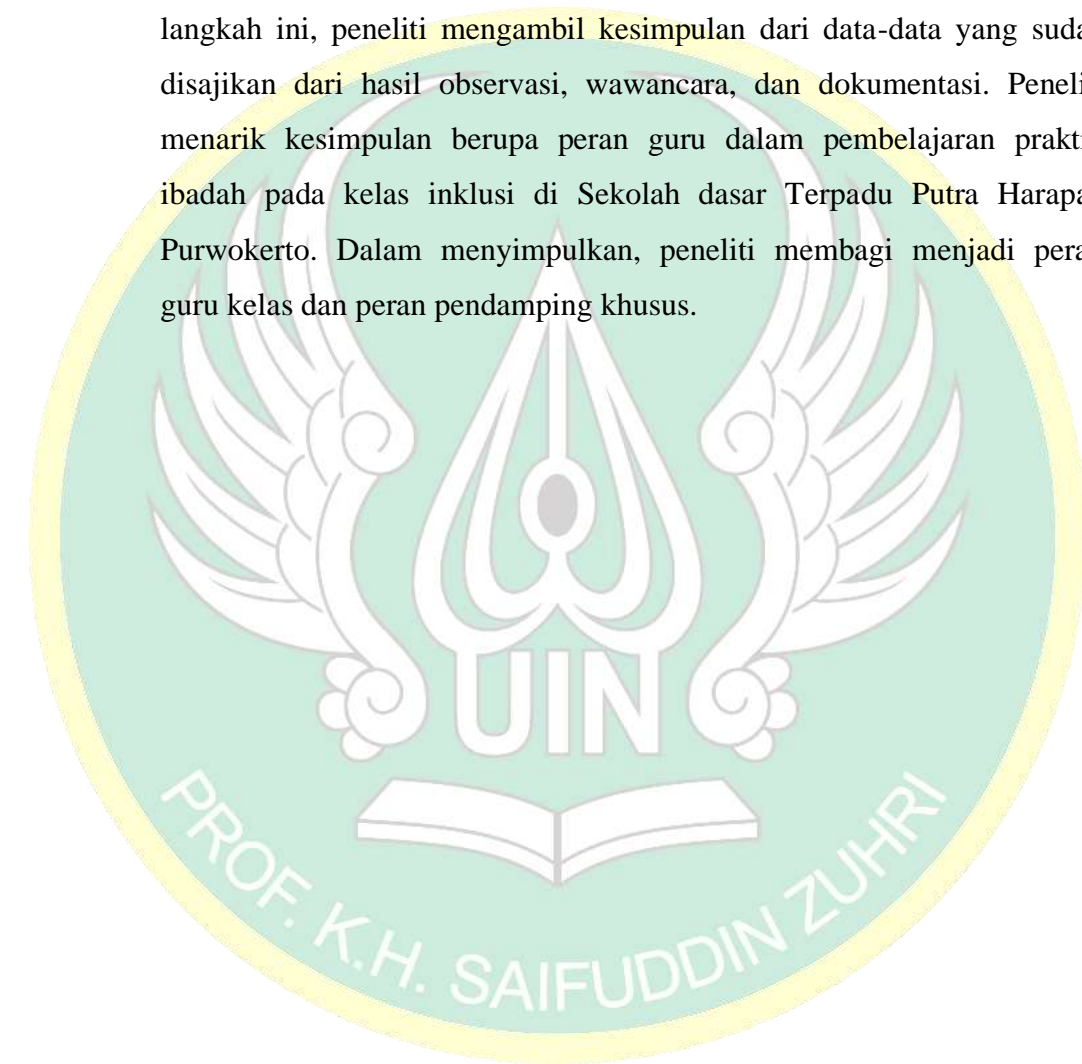 langkah ini, peneliti mengambil kesimpulan dari data-data yang suda
disajikan dari hasil observasi, wawancara, dan dokumentasi. Peneli
menarik kesimpulan berupa peran guru dalam pembelajaran prakti
ibadah pada kelas inklusi di Sekolah dasar Terpadu Putra Harapa
Purwokerto. Dalam menyimpulkan, peneliti membagi menjadi pera
guru kelas dan peran pendamping khusus.
UIN
PROF. K.H. SAIFUDDIN ZUHRI